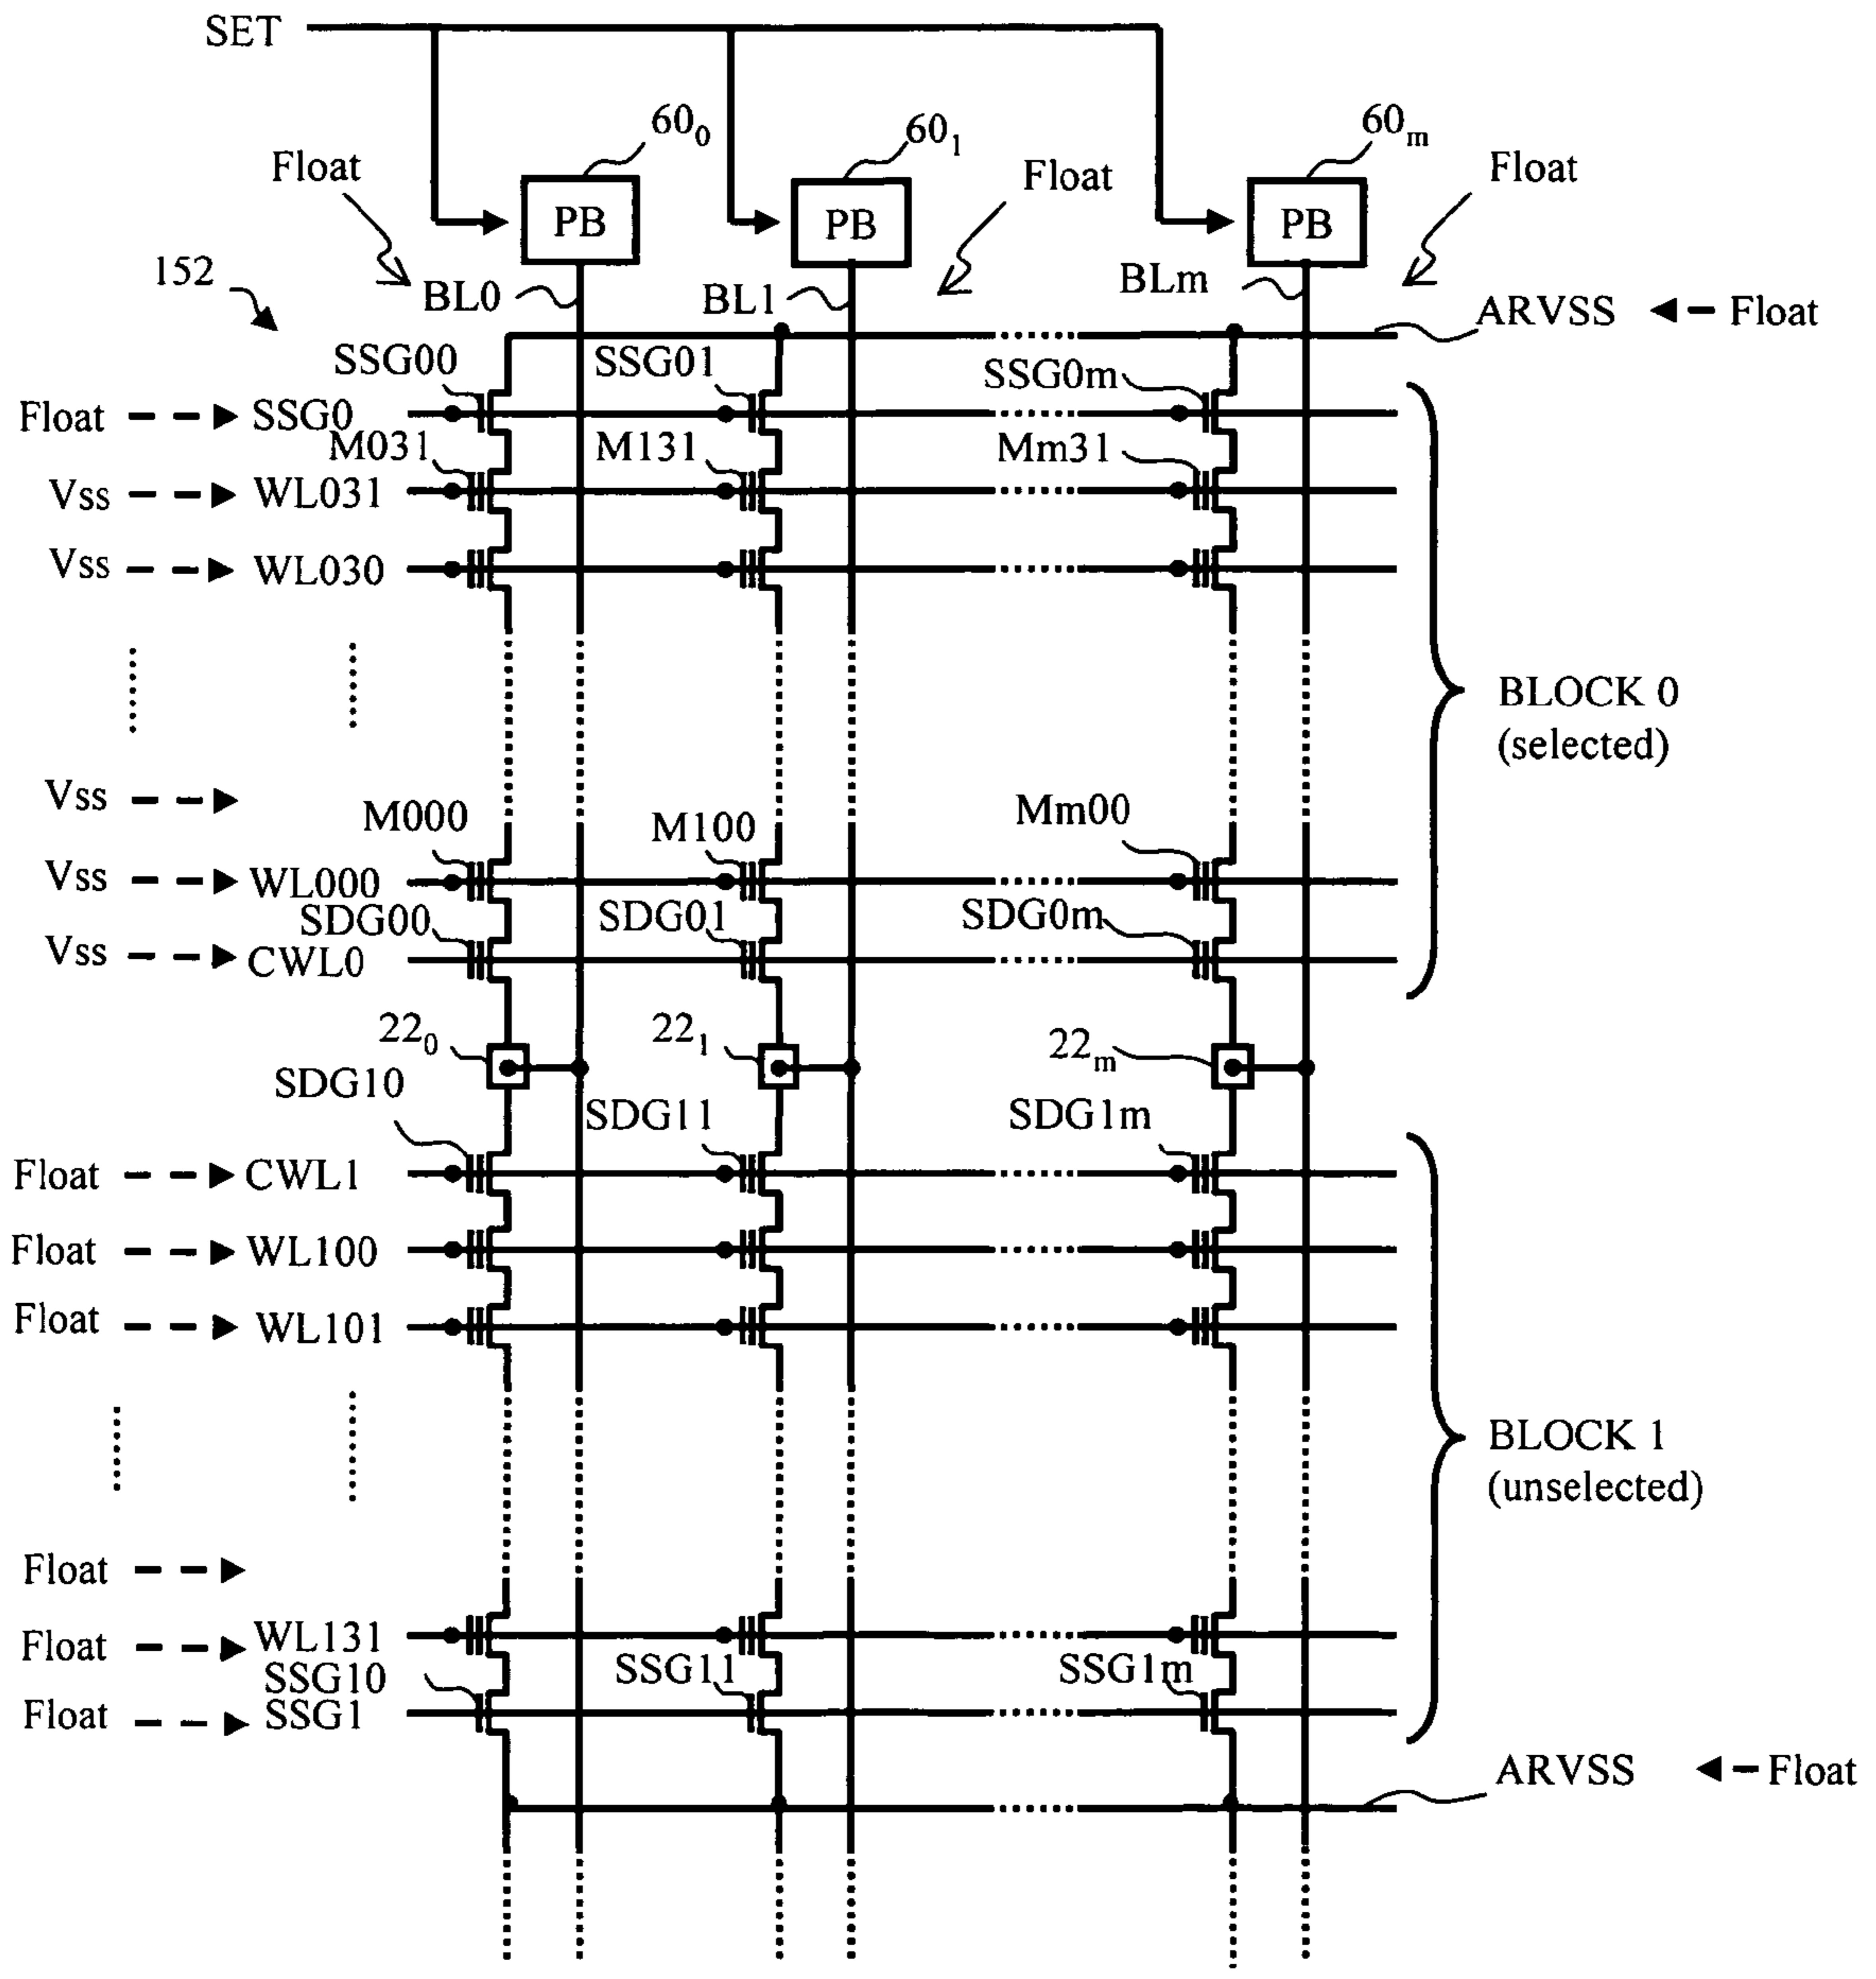 SET
60₀
60₁
60ₘ
Float
Float
Float
PB
PB
PB
152
BL0
BL1
BLm
ARVSS
Float
SSG00
SSG01
SSG0m
Float
SSG0
M031
M131
Mm31
Vss
WL031
Vss
WL030
BLOCK 0
(selected)
Vss
M000
M100
Mm00
Vss
WL000
SDG00
SDG01
SDG0m
Vss
CWL0
22₀
22₁
22ₘ
SDG10
SDG11
SDG1m
Float
CWL1
Float
WL100
Float
WL101
BLOCK 1
(unselected)
Float
Float
WL131
SSG10
SSG11
SSG1m
Float
SSG1
ARVSS
Float